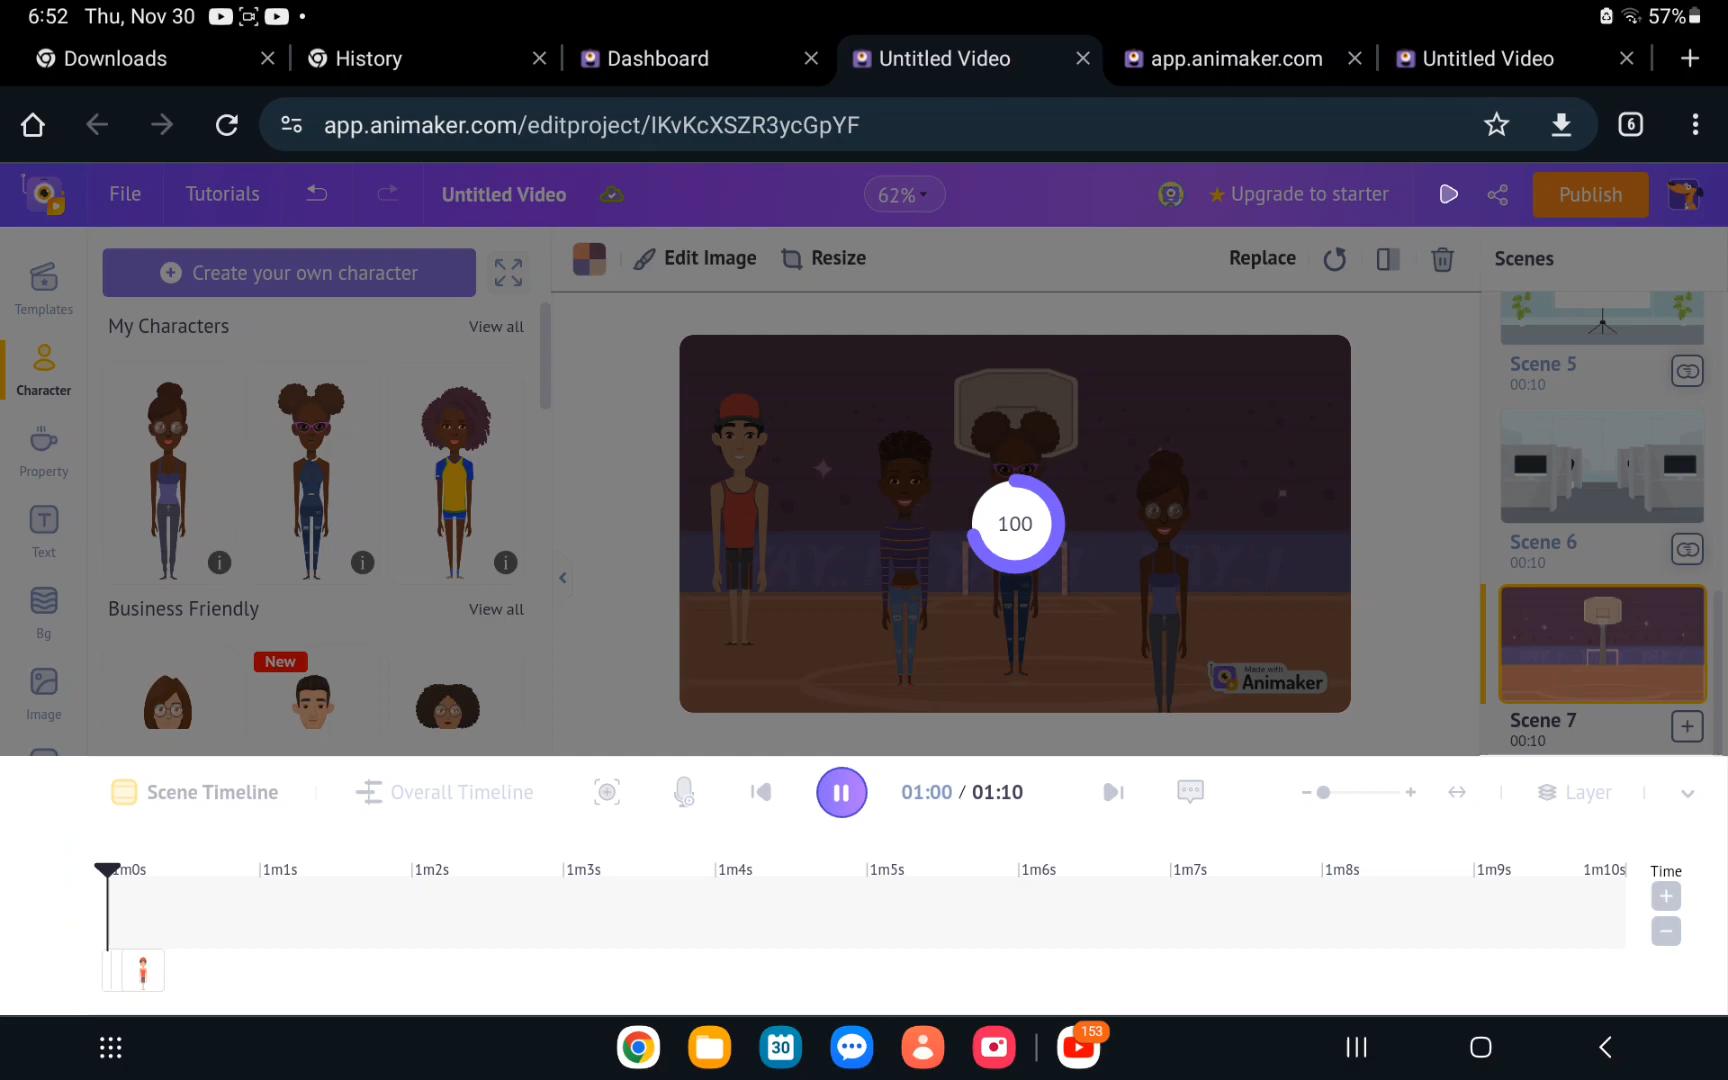 6:52 Thu, Nov 30
57%
Downloads
History
Dashboard
Untitled Video
app.animaker.com
Untitled Video
app.animaker.com/editproject/IKvKcXSZR3ycGpYF
6
File
Tutorials
Untitled Video
62%
Upgrade to starter
Publish
Templates
Character
Property
Text
Bg
Image
Create your own character
My Characters
View all
Business Friendly
View all
New
Edit Image
Resize
Replace
100
Made with
Animaker
Scenes
Scene 5
00:10
Scene 6
00:10
Scene 7
00:10
Scene Timeline
Overall Timeline
01:00 / 01:10
Layer
1m0s
1m1s
1m2s
1m3s
1m4s
1m5s
1m6s
1m7s
1m8s
1m9s
1m10s
Time
30
153